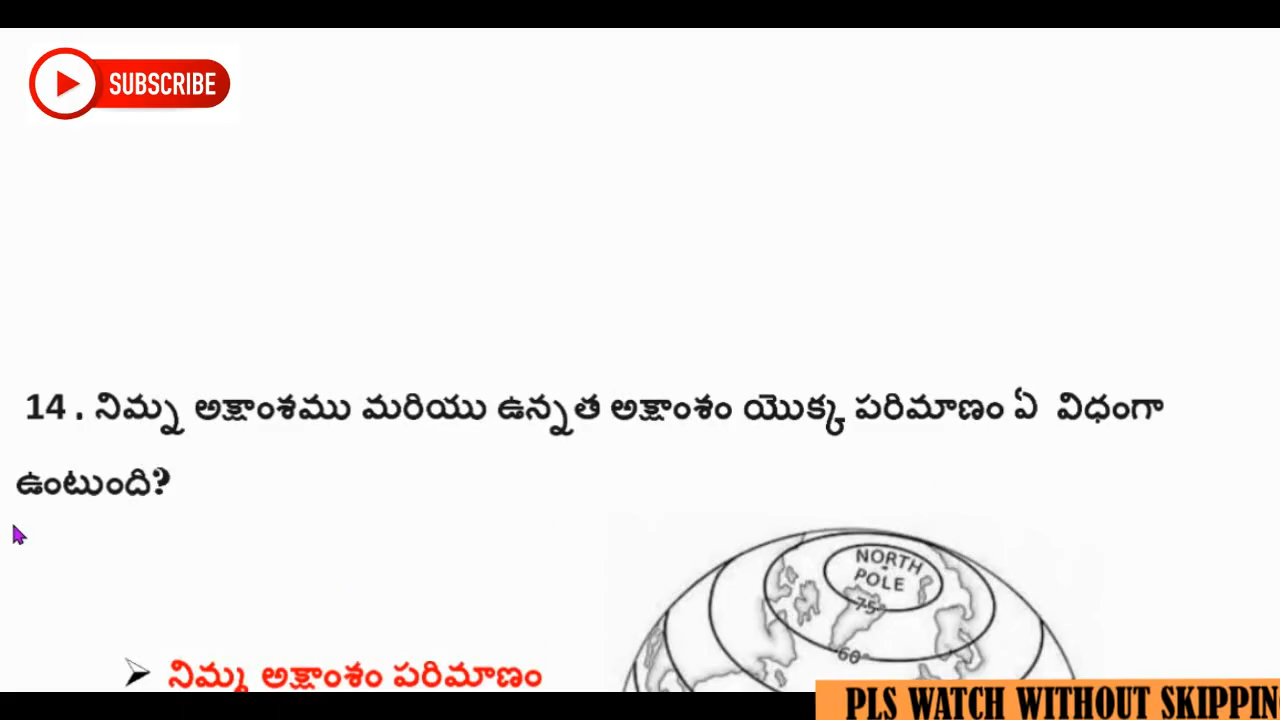 SUBSCRIBE
14 . నిమ్న అక్షాంశము మరియు ఉన్నత అక్షాంశం యొక్క పరిమాణం ఏ విధంగా
ఉంటుంది?
NORTH
POLE
75°
60°
నిమ్న అక్షాంశం పరిమాణం
PLS WATCH WITHOUT SKIPPIN